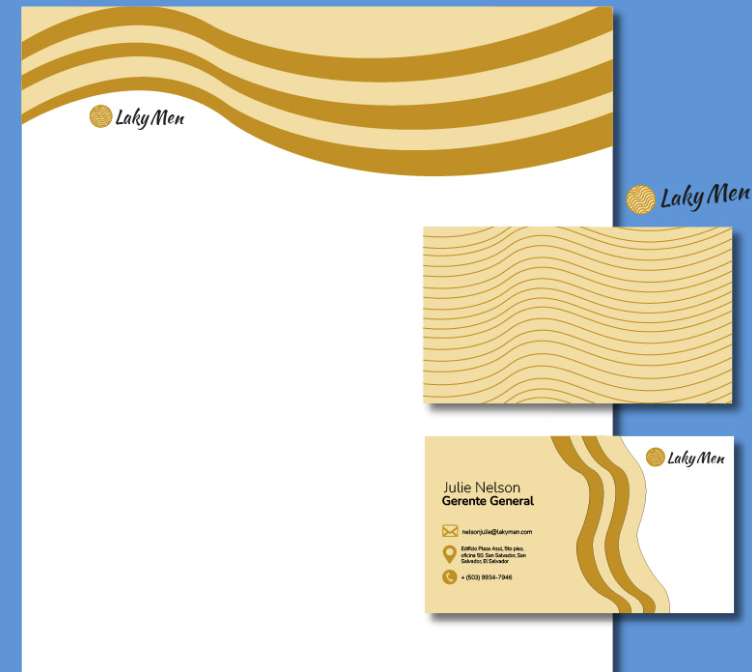 Laky Men
Laky Men
Laky Men
Julie Nelson
Gerente General
nelsonjulie@lakymen.com
Edificio Plaza Azul, 5to piso,
oficina 50. San Salvador, San
Salvador, El Salvador
+ (503) 9934-7946